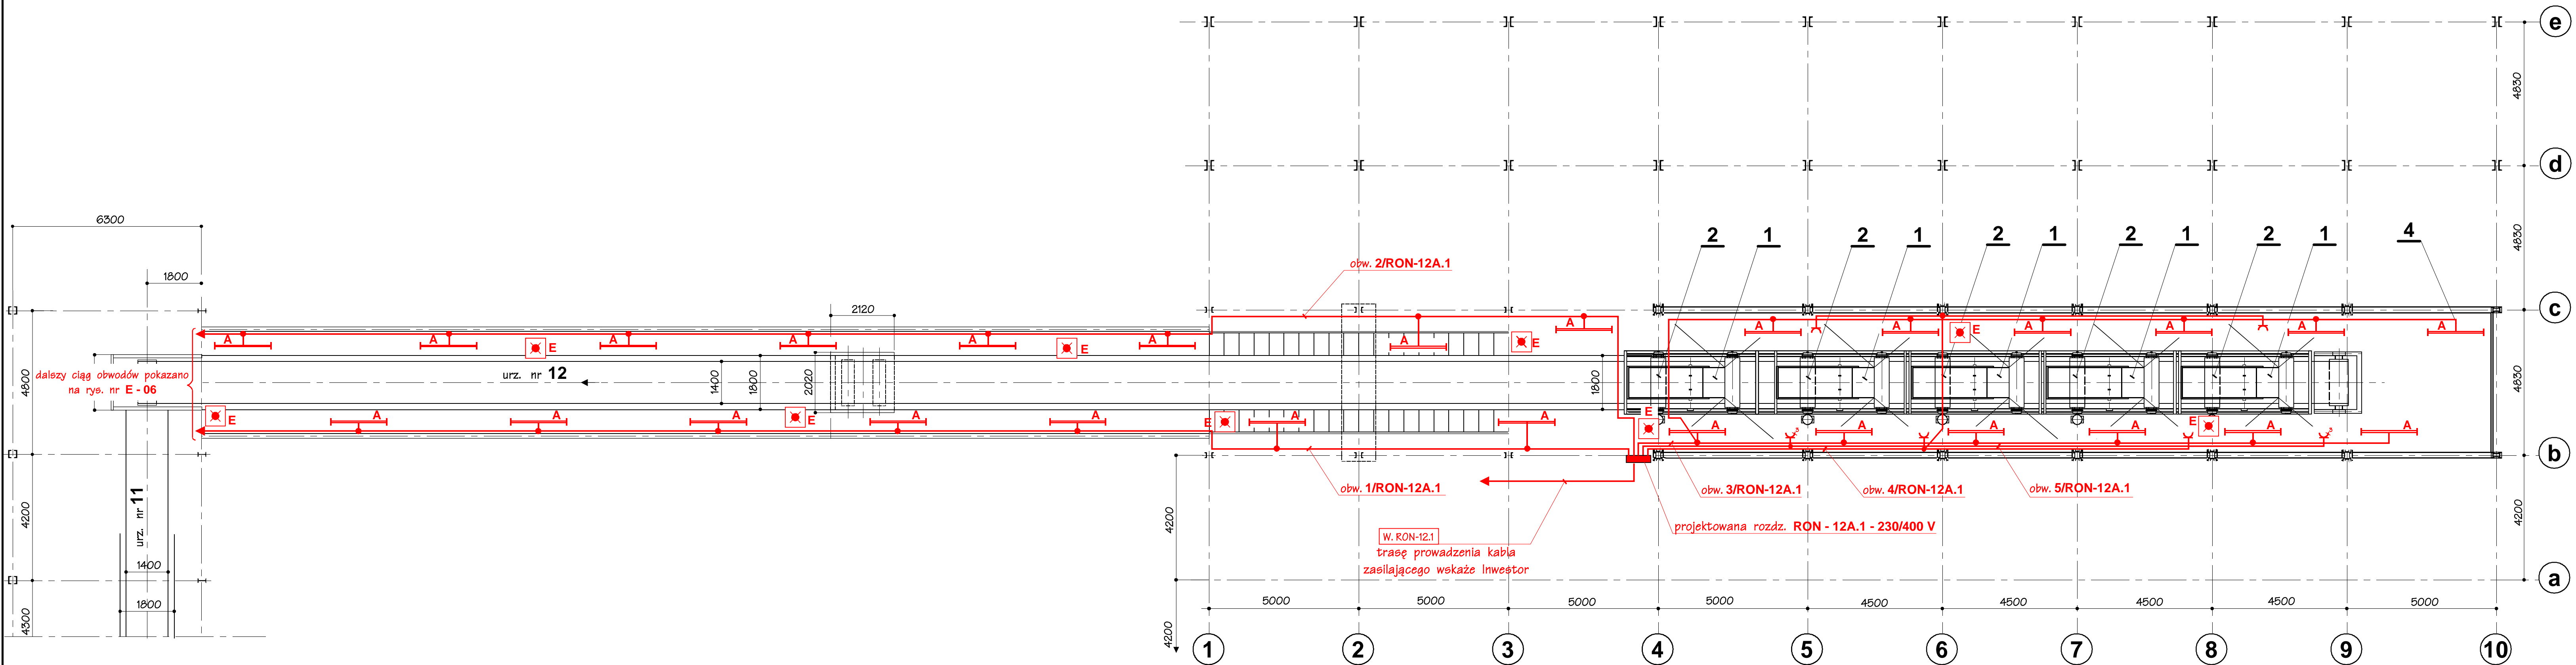 e
4830
d
6300
4830
2 1 2 1 2 1 2 1 2 1 4
obw. 2/RON-12A.1
1800
2120
c
A A A A A A A A A A A A A A
E E E E
dalszy ciąg obwodów pokazano
na rys. nr E - 06
urz. nr 12
4800
1400
1800
2020
1800
4830
E E E E E
A A A A A A A A A A A A A
3 3
b
urz. nr 11
obw. 1/RON-12A.1
obw. 3/RON-12A.1
obw. 4/RON-12A.1
obw. 5/RON-12A.1
4200
4200
4200
projektowana rozdz. RON - 12A.1 - 230/400 V
W. RON-12.1
trasę prowadzenia kabla
zasilającego wskaże Inwestor
1400
a
1800
4300
4200
5000 5000 5000 5000 4500 4500 4500 4500 5000
1 2 3 4 5 6 7 8 9 10